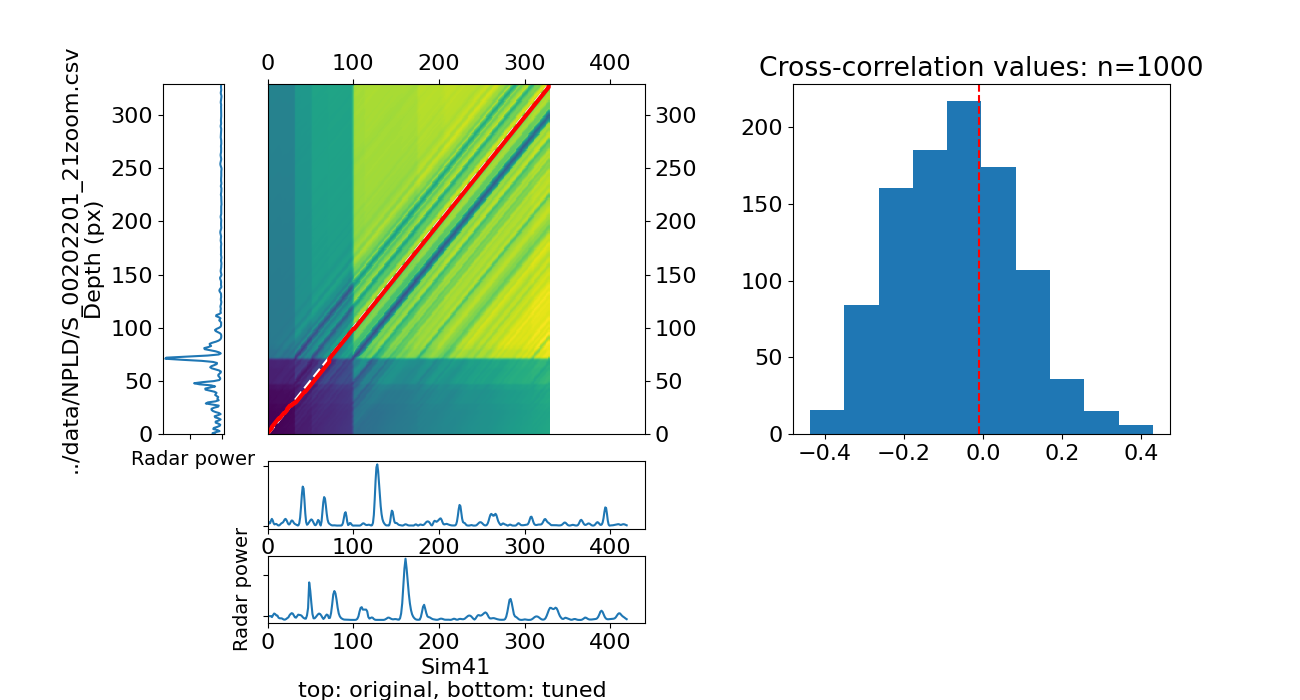 0 100 200 300 400
Cross-correlation values: n=1000
../data/NPLD/S_00202201_21zoom.csv
Depth (px)
300
250
200
150
100
50
0
300
250
200
150
100
50
0
200
150
100
50
0
−0.4 −0.2 0.0 0.2 0.4
Radar power
0 100 200 300 400
Radar power
0 100 200 300 400
Sim41
top: original, bottom: tuned